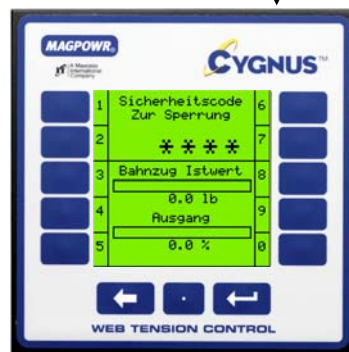 MAGPOWR®
A Maxcess
International
Company
CYGNUS™
1 Sicherheitscode 6
Zur Sperrung
2 **** 7
3 Bahnzug Istwert 8
0.0 lb
4 Ausgang 9
5 0.0 % 0
WEB TENSION CONTROL